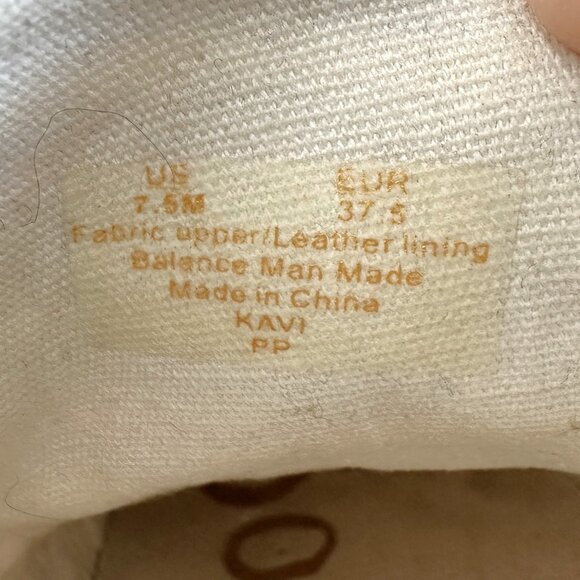 US EUR
7.5M 37.5
Fabric upper/Leather lining
Balance Man Made
Made in China
KAVI
PP